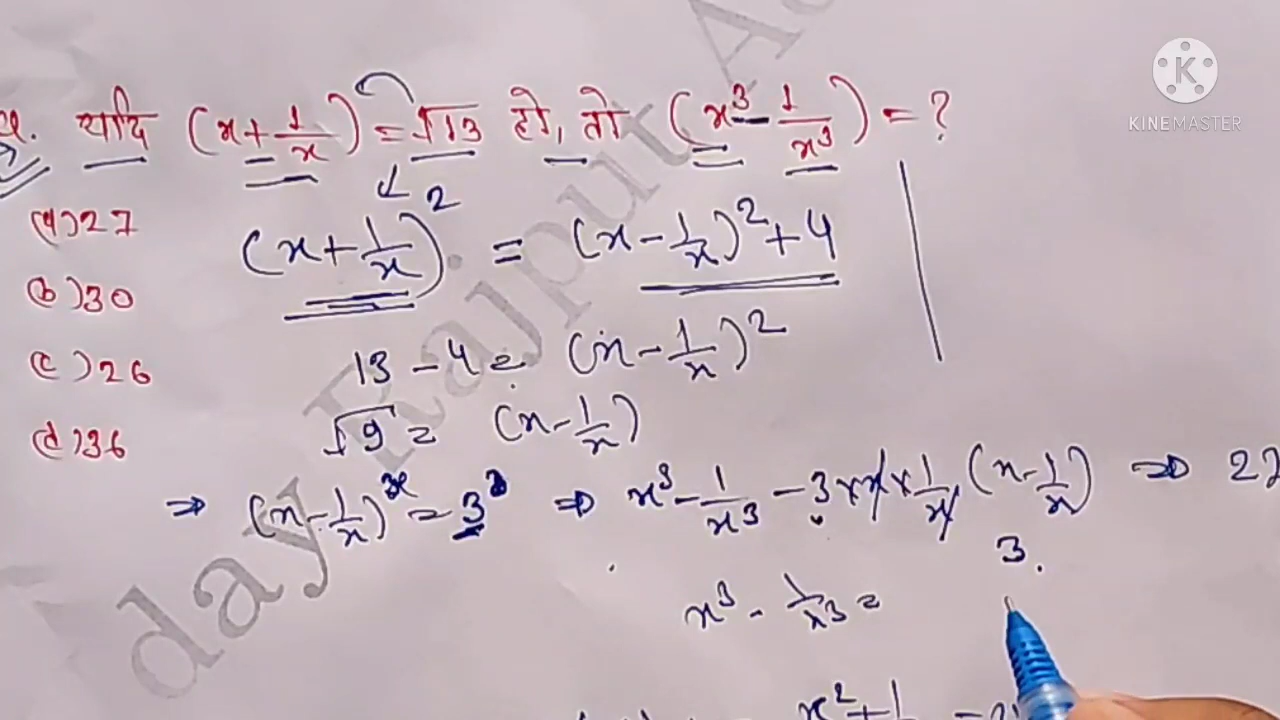 यदि (x+1/x) = √13 हो, तो (x³-1/x³) = ?
(a) 27
(b) 30
(c) 26
(d) 36
(x+1/x)² = (x-1/x)²+4
13-4 = (x-1/x)²
√9 = (x-1/x)
⇒ (x-1/x)³ = 3³ ⇒ x³-1/x³-3×x×1/x(x-1/x) ⇒ 27
3.
x³-1/x³ =
KINEMASTER